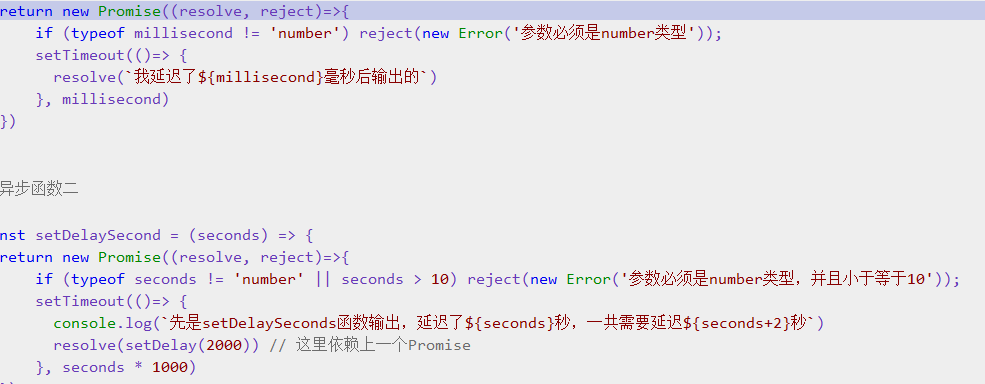 return new Promise((resolve, reject)=>{
if (typeof millisecond != 'number') reject(new Error('参数必须是number类型'));
setTimeout(()=> {
resolve(`我延迟了${millisecond}毫秒后输出的`)
}, millisecond)
})
异步函数二
nst setDelaySecond = (seconds) => {
return new Promise((resolve, reject)=>{
if (typeof seconds != 'number' || seconds > 10) reject(new Error('参数必须是number类型，并且小于等于10'));
setTimeout(()=> {
console.log(`先是setDelaySeconds函数输出，延迟了${seconds}秒，一共需要延迟${seconds+2}秒`)
resolve(setDelay(2000)) // 这里依赖上一个Promise
}, seconds * 1000)